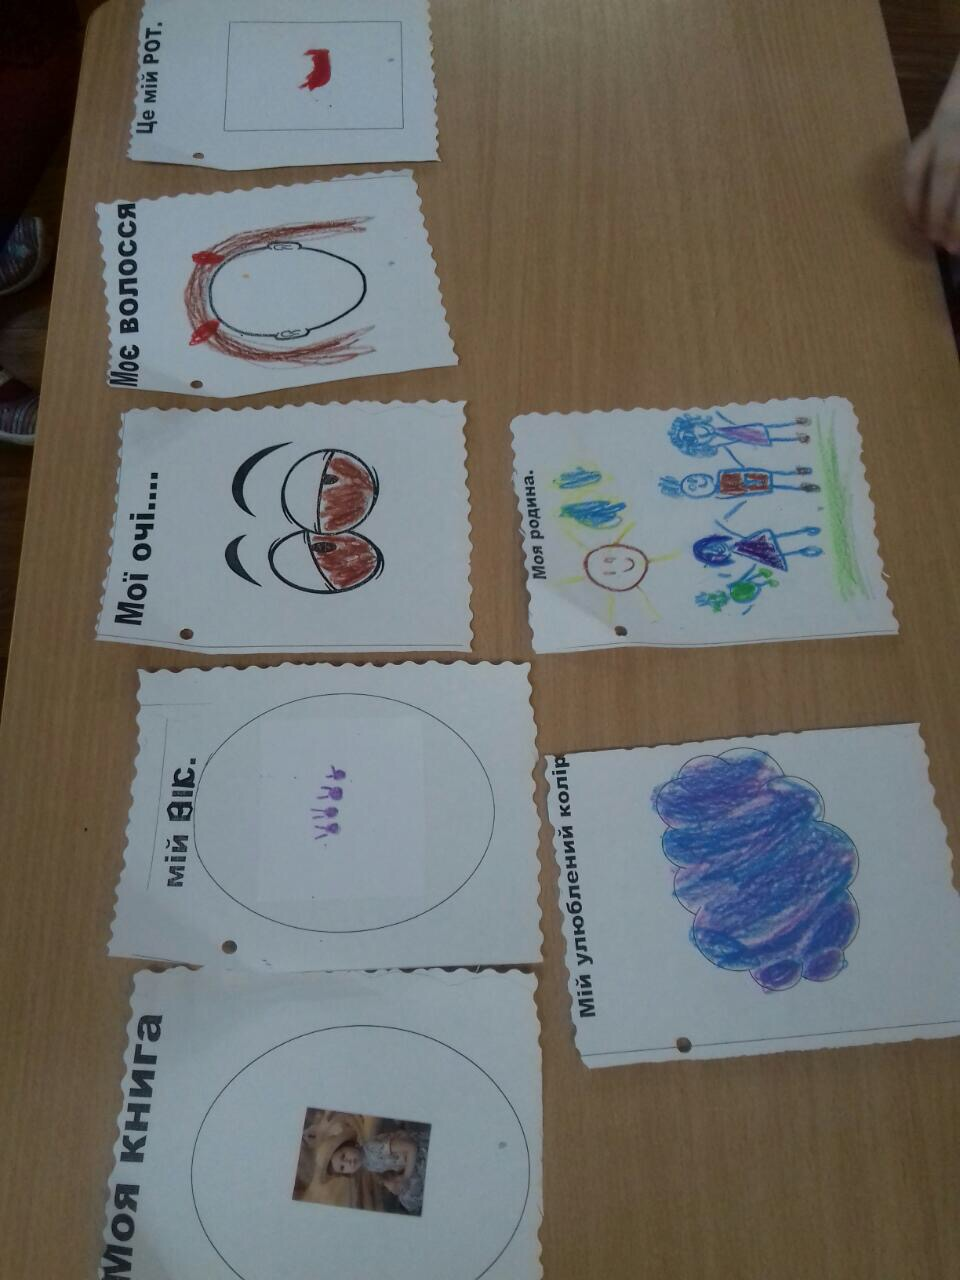 Моя книга
мій вік.
Мої очі....
Моє волосся
Це мій РОТ.
Мій улюблений колір
Моя родина.